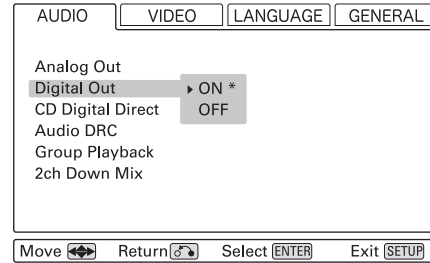 AUDIO VIDEO LANGUAGE GENERAL
Analog Out
Digital Out ▸ ON *
CD Digital Direct OFF
Audio DRC
Group Playback
2ch Down Mix
Move Return Select ENTER Exit SETUP